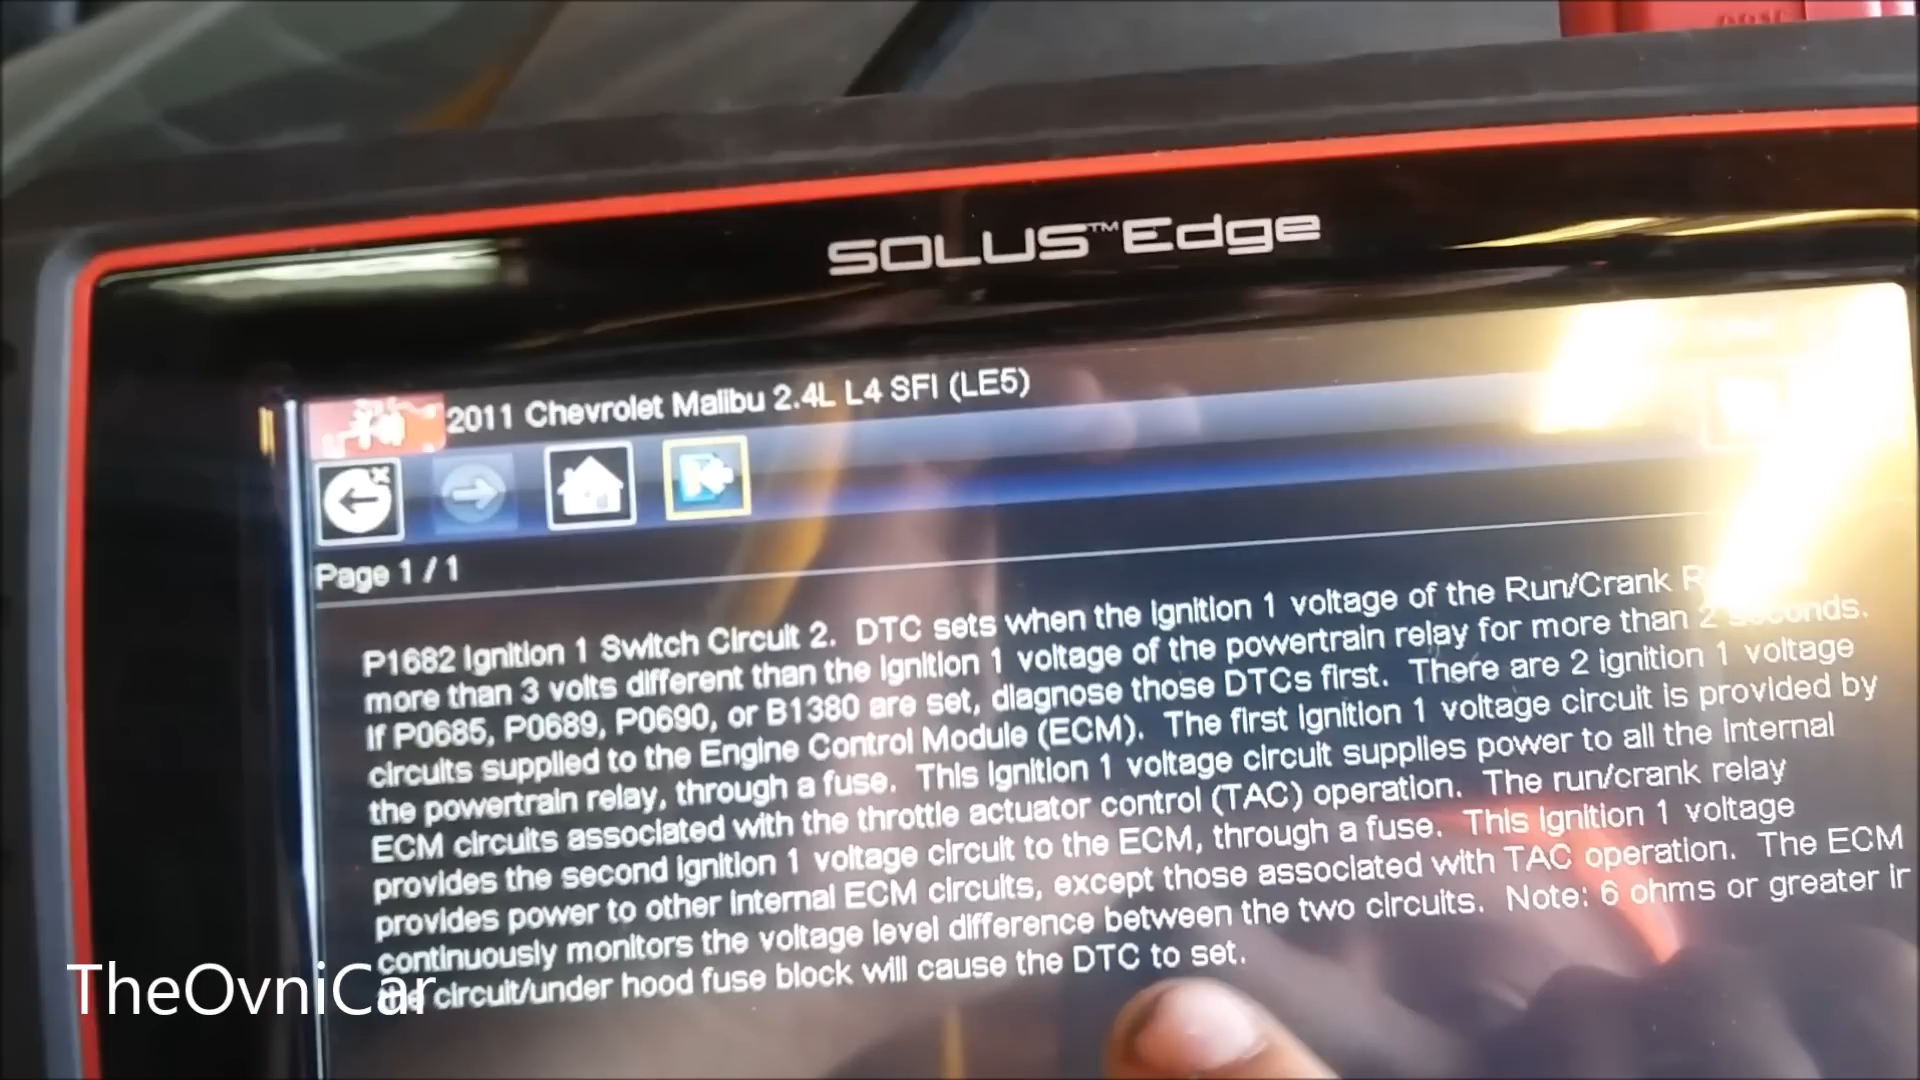 SOLUS™ Edge
2011 Chevrolet Malibu 2.4L L4 SFI (LE5)
Page 1 / 1
P1682 Ignition 1 Switch Circuit 2. DTC sets when the Ignition 1 voltage of the Run/Crank
more than 3 volts different than the Ignition 1 voltage of the powertrain relay for more than 2 seconds.
If P0685, P0689, P0690, or B1380 are set, diagnose those DTCs first. There are 2 ignition 1 voltage
circuits supplied to the Engine Control Module (ECM). The first Ignition 1 voltage circuit is provided by
the powertrain relay, through a fuse. This Ignition 1 voltage circuit supplies power to all the internal
ECM circuits associated with the throttle actuator control (TAC) operation. The run/crank relay
provides the second ignition 1 voltage circuit to the ECM, through a fuse. This Ignition 1 voltage
provides power to other internal ECM circuits, except those associated with TAC operation. The ECM
continuously monitors the voltage level difference between the two circuits. Note: 6 ohms or greater in
the circuit/under hood fuse block will cause the DTC to set.
TheOvniCar